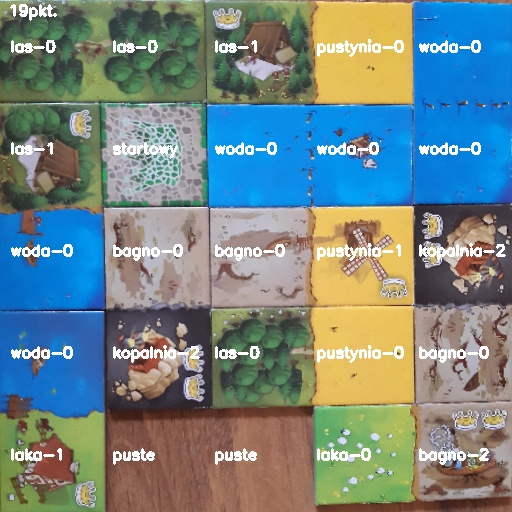 19pkt.
las-0 las-0 las-1 pustynia-0 woda-0
las-1 startowy woda-0 woda-0 woda-0
woda-0 bagno-0 bagno-0 pustynia-1 kopalnia-2
woda-0 kopalnia-2 las-0 pustynia-0 bagno-0
laka-1 puste puste laka-0 bagno-2